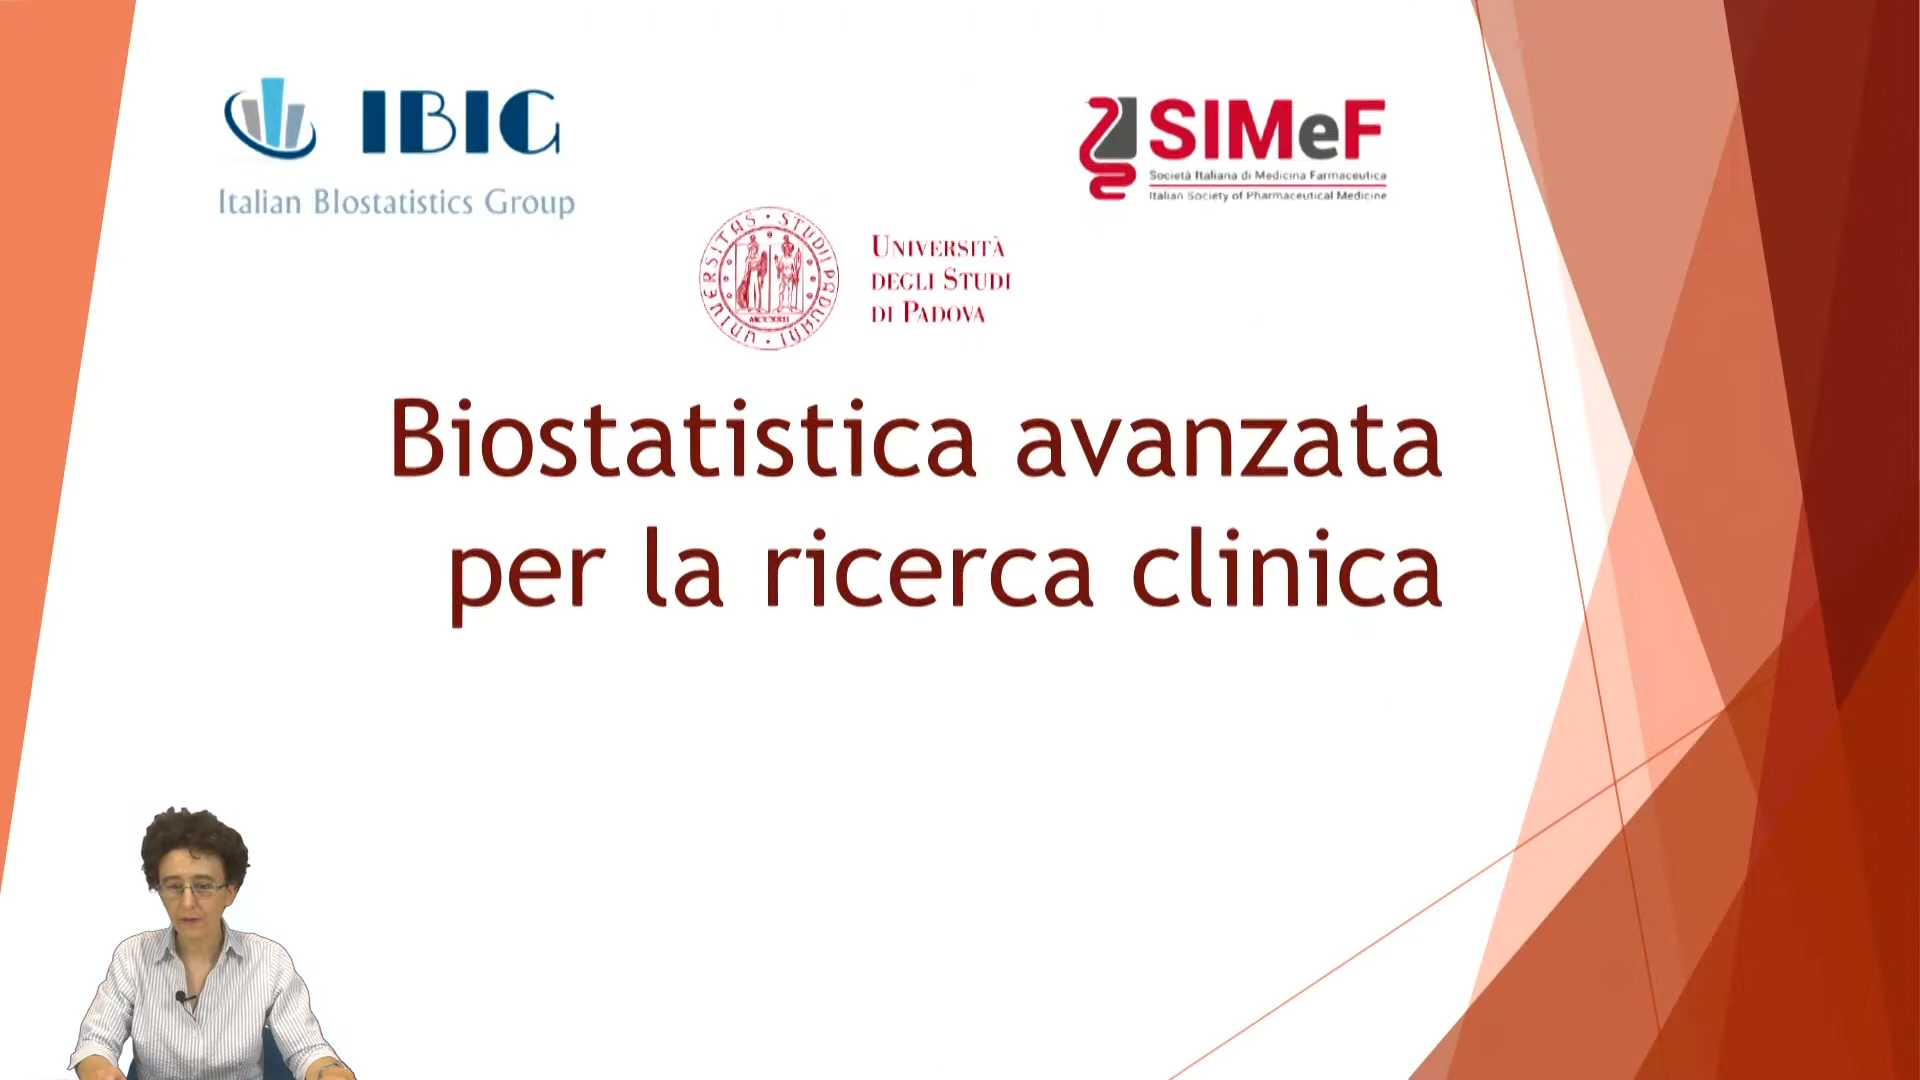 IBIG
Italian BIostatistics Group
SIMeF
Società Italiana di Medicina Farmaceutica
Italian Society of Pharmaceutical Medicine
UNIVERSITÀ
DEGLI STUDI
DI PADOVA
Biostatistica avanzata
per la ricerca clinica